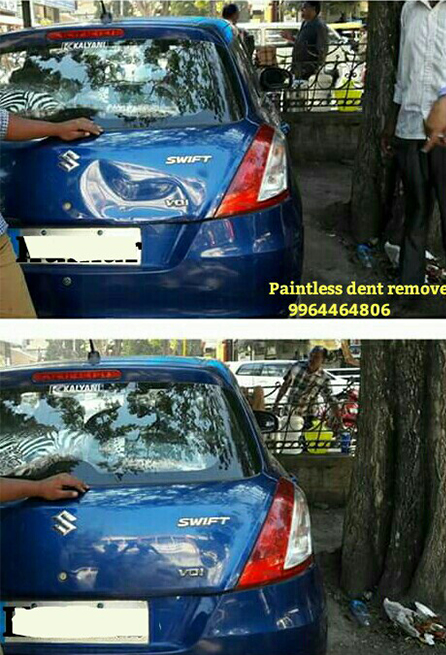 KALYANI
SWIFT
VDI
Paintless dent remove
9964464806
KALYANI
SWIFT
VDI